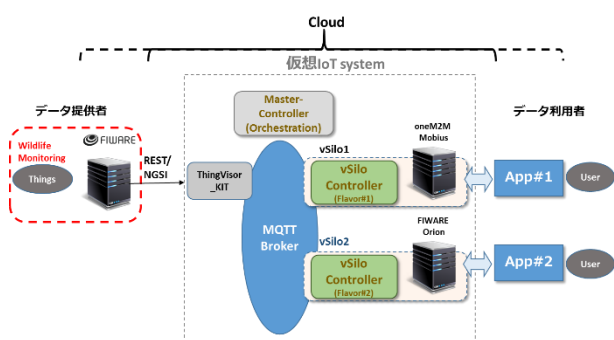 Cloud
仮想IoT system
データ提供者
Master-
Controller
(Orchestration)
oneM2M
Mobius
データ利用者
Wildlife
Monitoring
FIWARE
Things
REST/
NGSI
ThingVisor
_KIT
MQTT
Broker
vSilo1
vSilo
Controller
(Flavor#1)
App#1
User
FIWARE
Orion
vSilo2
vSilo
Controller
(Flavor#2)
App#2
User